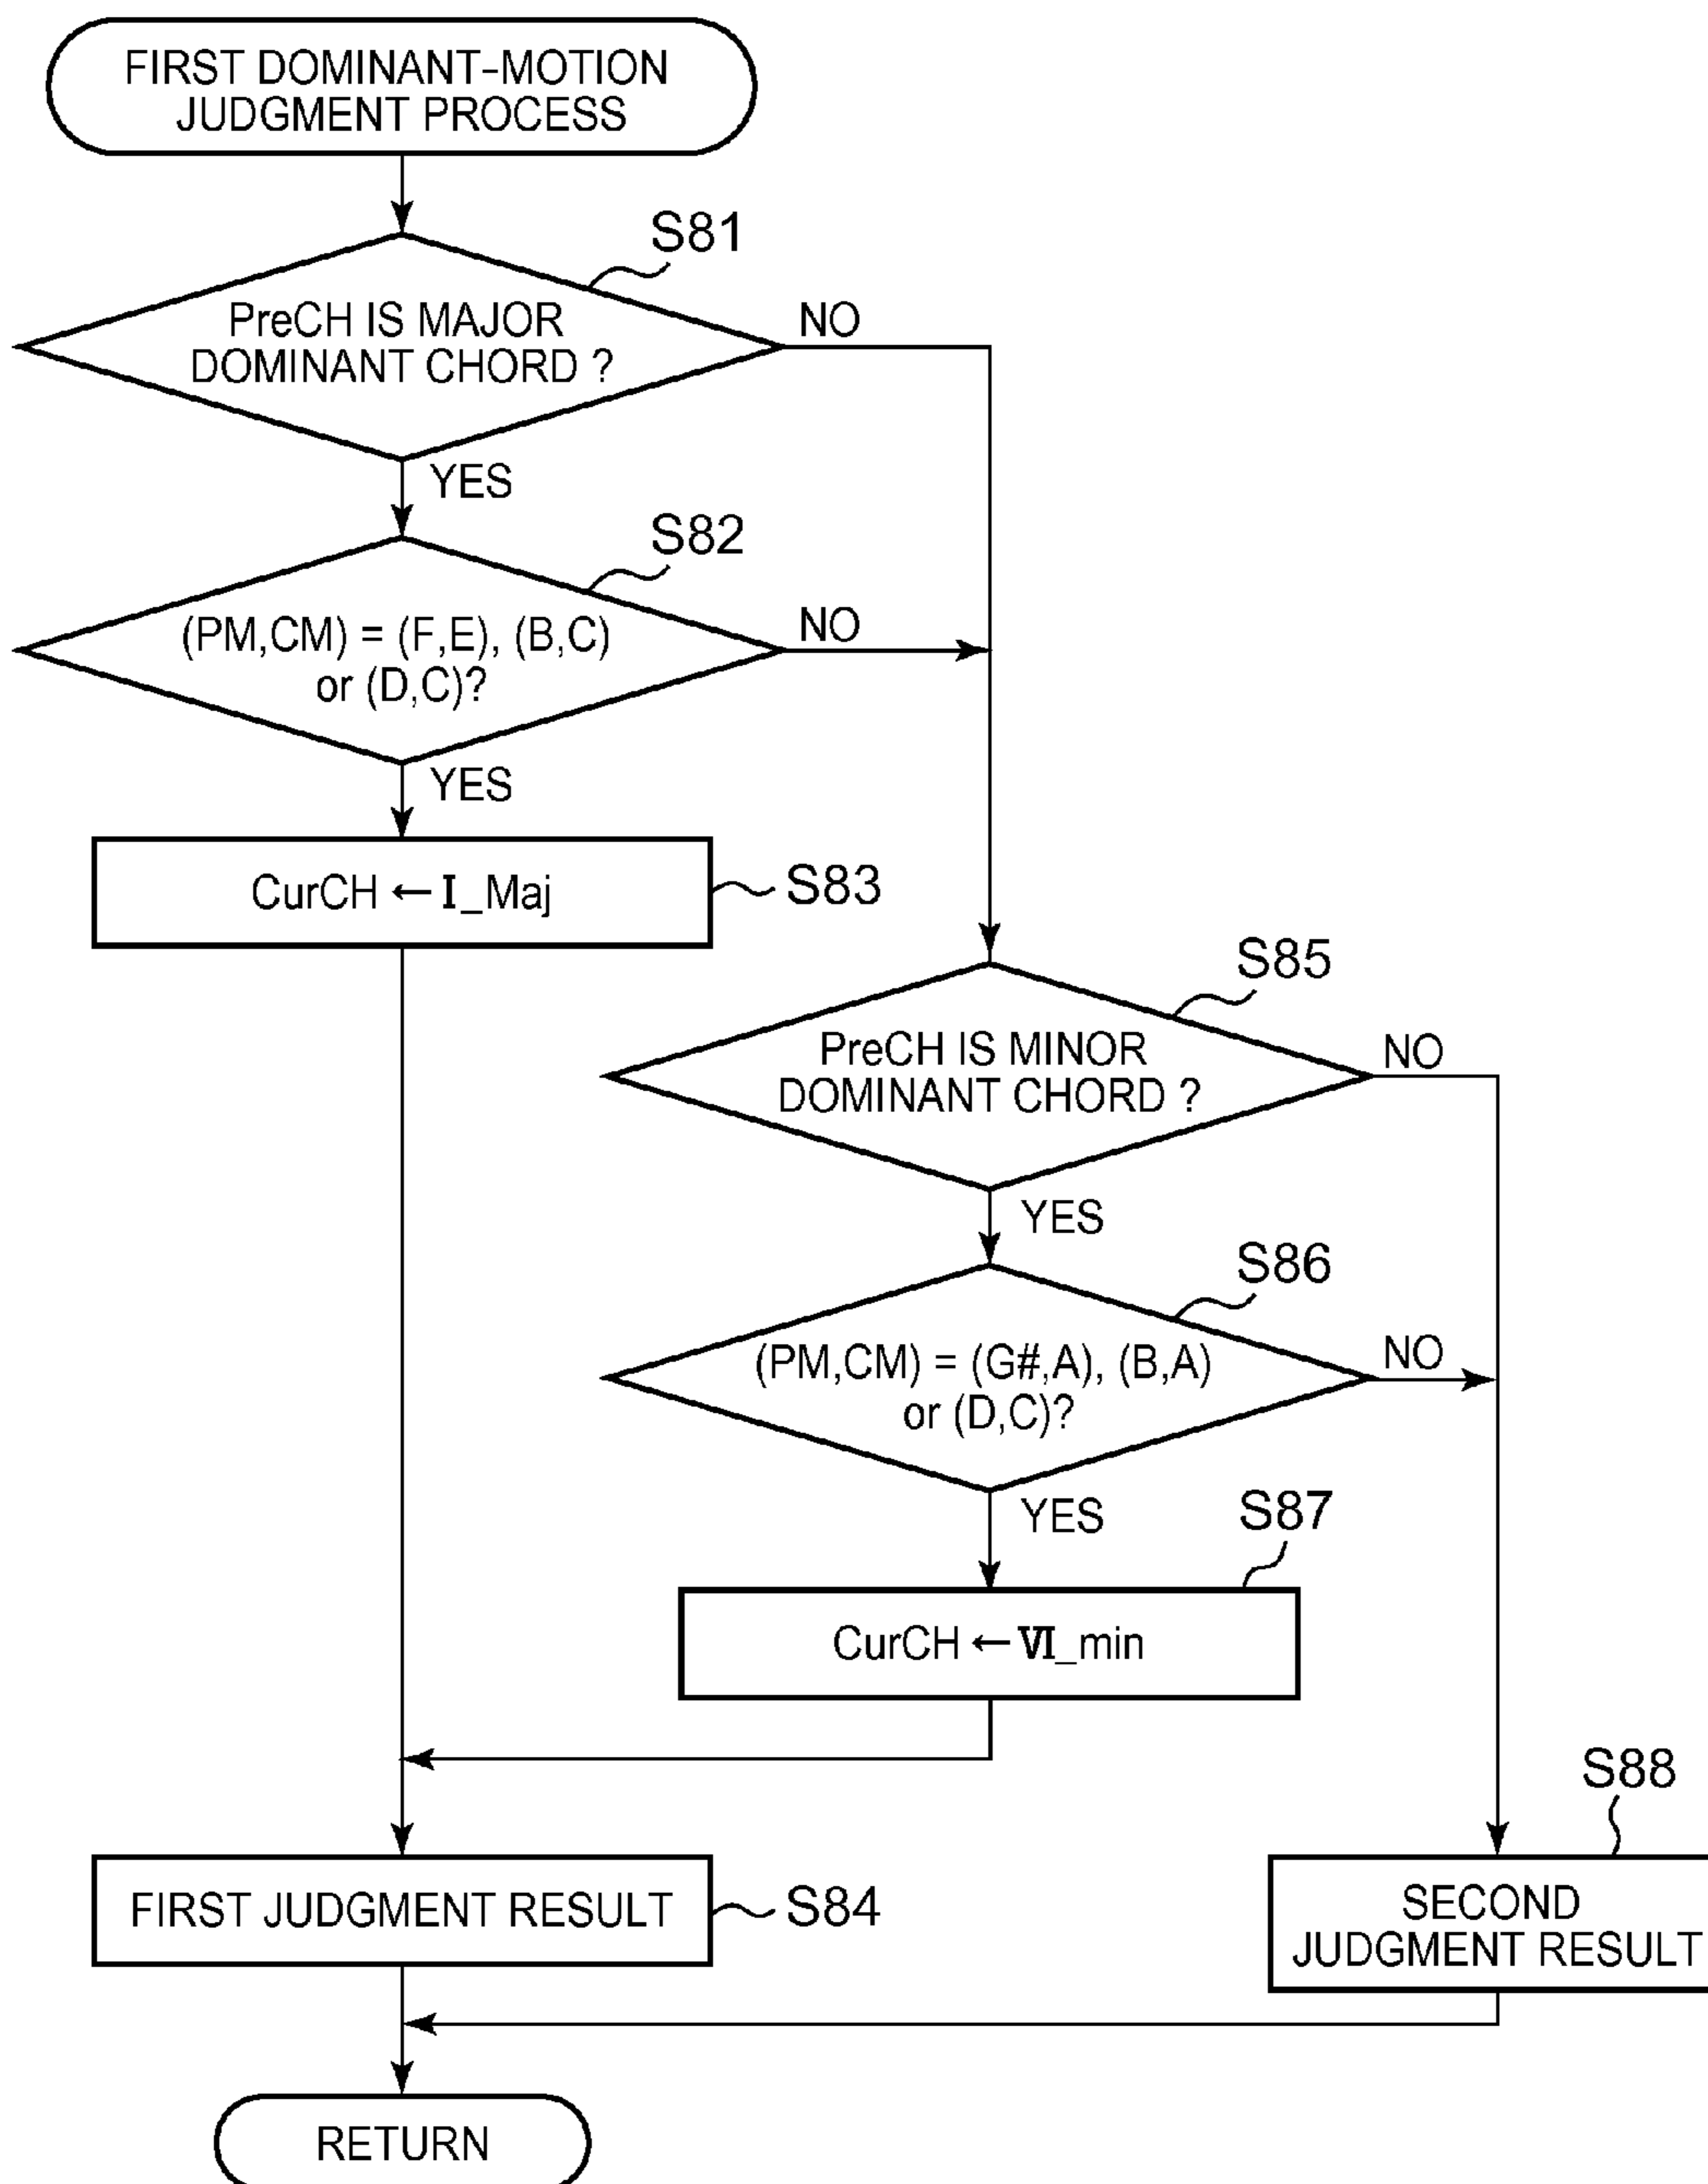 FIRST DOMINANT-MOTION
JUDGMENT PROCESS
S81
PreCH IS MAJOR
DOMINANT CHORD ?
NO
YES
S82
(PM,CM) = (F,E), (B,C)
or (D,C)?
NO
YES
CurCH ← I_Maj
S83
S85
PreCH IS MINOR
DOMINANT CHORD ?
NO
YES
S86
(PM,CM) = (G#,A), (B,A)
or (D,C)?
NO
YES
S87
CurCH ← VI_min
S88
FIRST JUDGMENT RESULT
S84
SECOND
JUDGMENT RESULT
RETURN